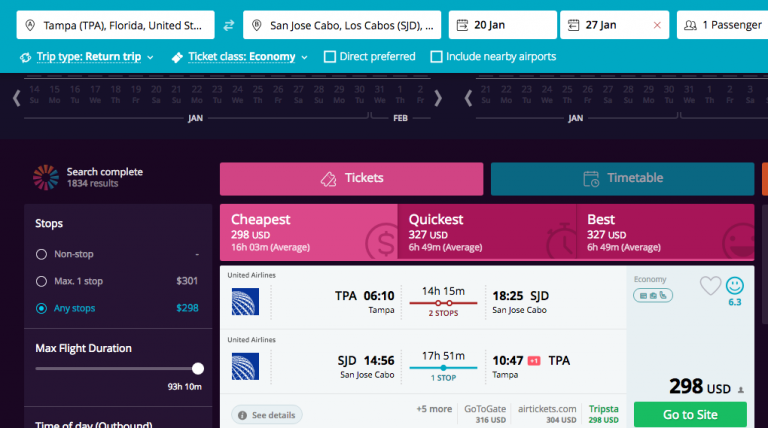 A Tampa (TPA), Florida, United St...
B San Jose Cabo, Los Cabos (SJD), ...
20 Jan
27 Jan
×
1 Passenger
Trip type: Return trip
Ticket class: Economy
Direct preferred
Include nearby airports
14 15 16 17 18 19 20 21 22 23 24 25 26 27 28 29 30 31 1 2
Su Mo Tu We Th Fr Sa Su Mo Tu We Th Fr Sa Su Mo Tu We Th Fr
JAN
FEB
21 22 23 24 25 26 27 28 29 30 31 1 2 3
Su Mo Tu We Th Fr Sa Su Mo Tu We Th Fr Sa
JAN
Search complete
1834 results
Tickets
Timetable
Stops
Non-stop -
Max. 1 stop $301
Any stops $298
Max Flight Duration
93h 10m
Time of day (Outbound)
Cheapest
298 USD
16h 03m (Average)
Quickest
327 USD
6h 49m (Average)
Best
327 USD
6h 49m (Average)
United Airlines
TPA 06:10
Tampa
14h 15m
2 STOPS
18:25 SJD
San Jose Cabo
United Airlines
SJD 14:56
San Jose Cabo
17h 51m
1 STOP
10:47 +1 TPA
Tampa
Economy
6.3
298 USD
Go to Site
See details
+5 more
GoToGate
316 USD
airtickets.com
304 USD
Tripsta
298 USD